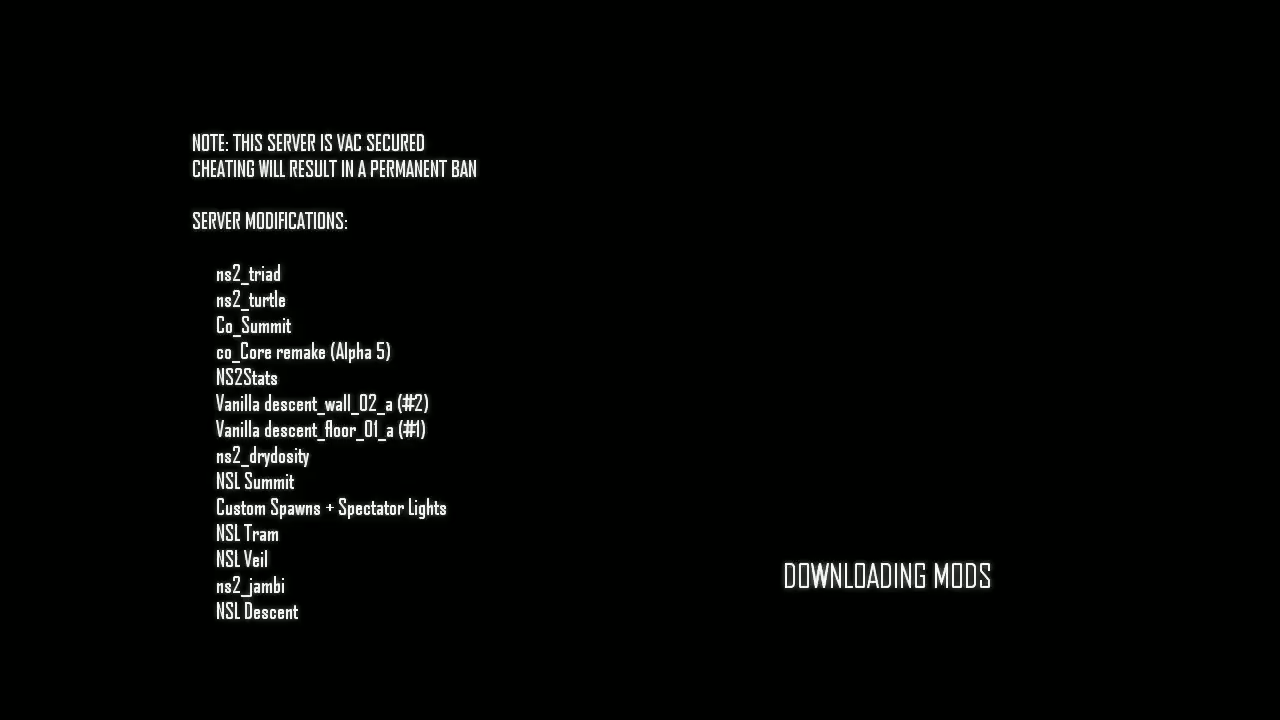 NOTE: THIS SERVER IS VAC SECURED
CHEATING WILL RESULT IN A PERMANENT BAN
SERVER MODIFICATIONS:
ns2_triad
ns2_turtle
Co_Summit
co_Core remake (Alpha 5)
NS2Stats
Vanilla descent_wall_02_a (#2)
Vanilla descent_floor_01_a (#1)
ns2_drydosity
NSL Summit
Custom Spawns + Spectator Lights
NSL Tram
NSL Veil
ns2_jambi
NSL Descent
DOWNLOADING MODS